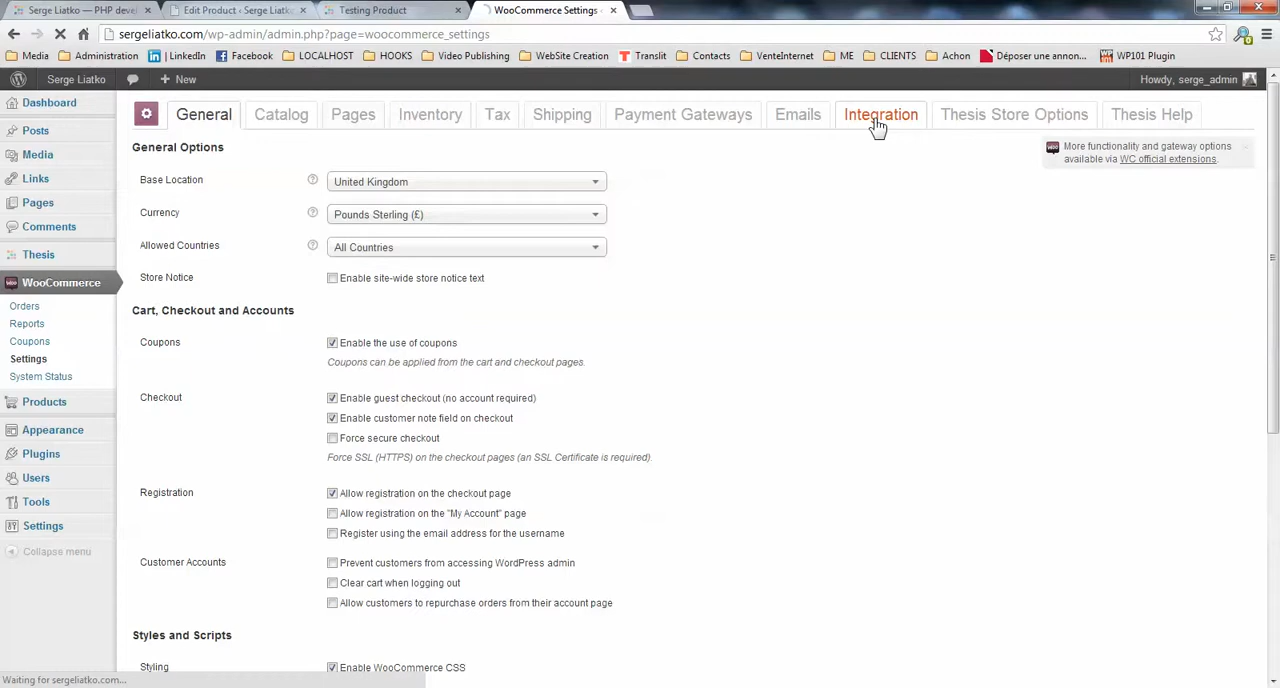 Serge Liatko — PHP devel
Edit Product ‹ Serge Liatko
Testing Product
WooCommerce Settings ‹
sergeliatko.com/wp-admin/admin.php?page=woocommerce_settings
Media Administration LinkedIn Facebook LOCALHOST HOOKS Video Publishing WebSite Creation Translit Contacts VenteInternet ME CLIENTS Achon Déposer une annon... WP101 Plugin
Serge Liatko + New Howdy, serge_admin
Dashboard
Posts
Media
Links
Pages
Comments
Thesis
WooCommerce
Orders
Reports
Coupons
Settings
System Status
Products
Appearance
Plugins
Users
Tools
Settings
Collapse menu
General Catalog Pages Inventory Tax Shipping Payment Gateways Emails Integration Thesis Store Options Thesis Help
More functionality and gateway options
available via WC official extensions.
General Options
Base Location United Kingdom
Currency Pounds Sterling (£)
Allowed Countries All Countries
Store Notice Enable site-wide store notice text
Cart, Checkout and Accounts
Coupons Enable the use of coupons
Coupons can be applied from the cart and checkout pages.
Checkout Enable guest checkout (no account required)
Enable customer note field on checkout
Force secure checkout
Force SSL (HTTPS) on the checkout pages (an SSL Certificate is required).
Registration Allow registration on the checkout page
Allow registration on the "My Account" page
Register using the email address for the username
Customer Accounts Prevent customers from accessing WordPress admin
Clear cart when logging out
Allow customers to repurchase orders from their account page
Styles and Scripts
Styling Enable WooCommerce CSS
Waiting for sergeliatko.com...